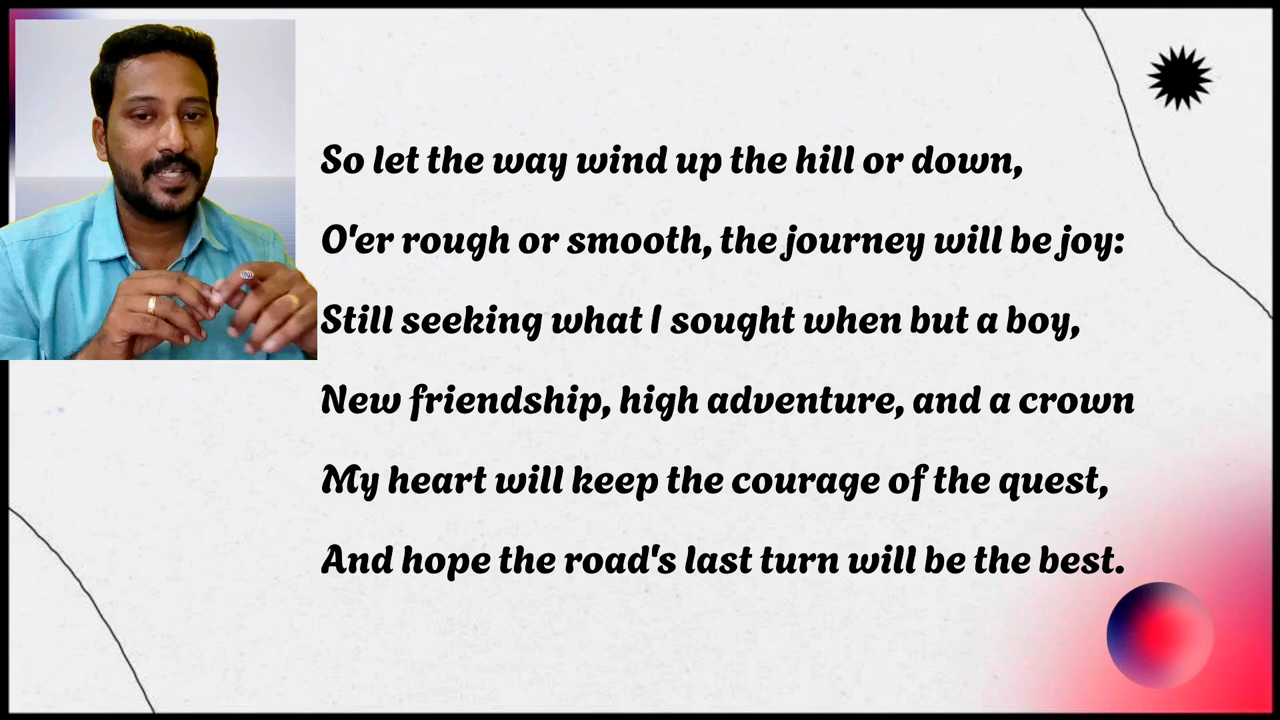 So let the way wind up the hill or down,
O'er rough or smooth, the journey will be joy:
Still seeking what I sought when but a boy,
New friendship, high adventure, and a crown
My heart will keep the courage of the quest,
And hope the road's last turn will be the best.